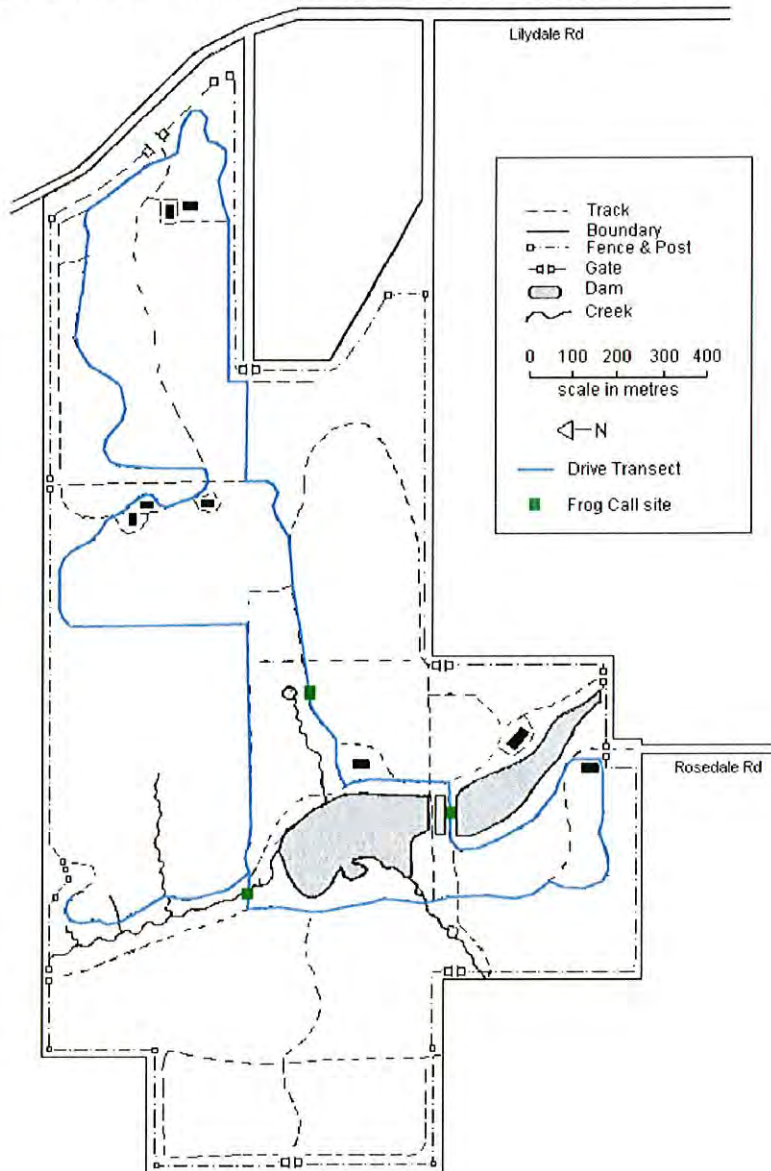 Lilydale Rd
Track
Boundary
Fence & Post
Gate
Dam
Creek
0 100 200 300 400
scale in metres
N
Drive Transect
Frog Call site
Rosedale Rd